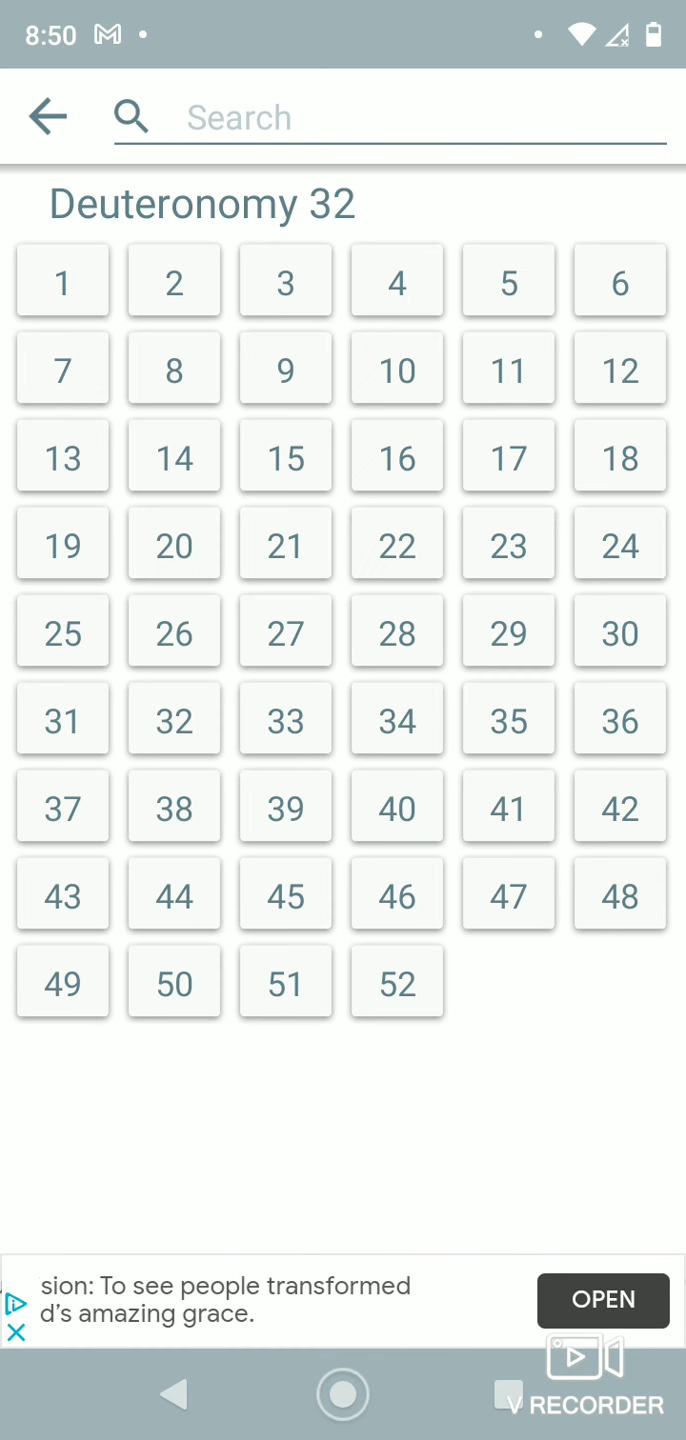 8:50
Search
Deuteronomy 32
1 2 3 4 5 6
7 8 9 10 11 12
13 14 15 16 17 18
19 20 21 22 23 24
25 26 27 28 29 30
31 32 33 34 35 36
37 38 39 40 41 42
43 44 45 46 47 48
49 50 51 52
sion: To see people transformed
d's amazing grace.
OPEN
V RECORDER